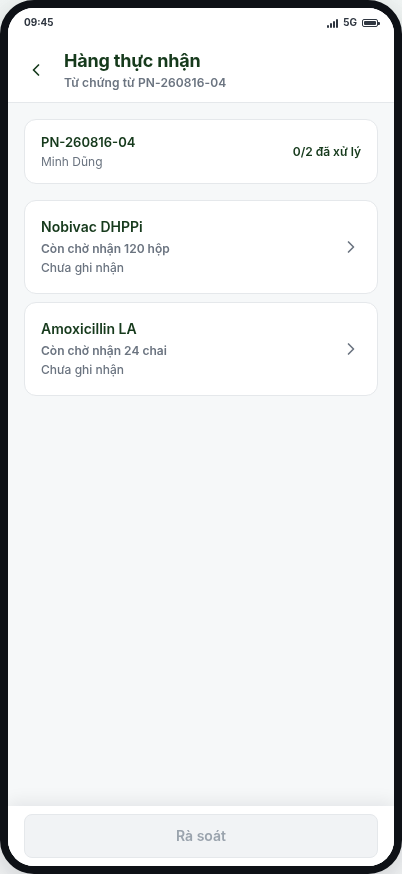 09:45
5G
Hàng thực nhận
Từ chứng từ PN-260816-04
PN-260816-04
Minh Dũng
0/2 đã xử lý
Nobivac DHPPi
Còn chờ nhận 120 hộp
Chưa ghi nhận
Amoxicillin LA
Còn chờ nhận 24 chai
Chưa ghi nhận
Rà soát